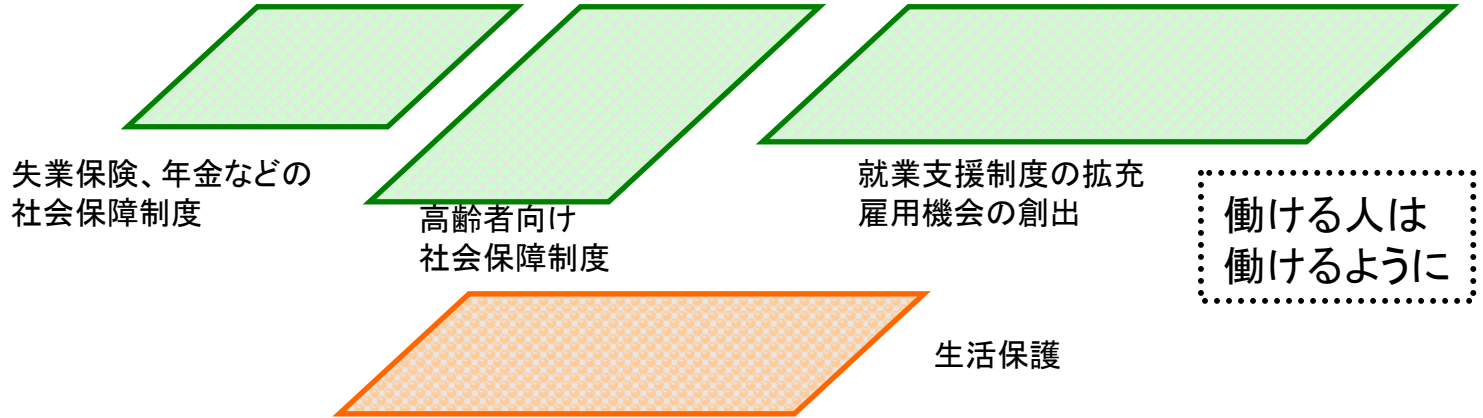 失業保険、年金などの
社会保障制度
高齢者向け
社会保障制度
就業支援制度の拡充
雇用機会の創出
働ける人は
働けるように
生活保護